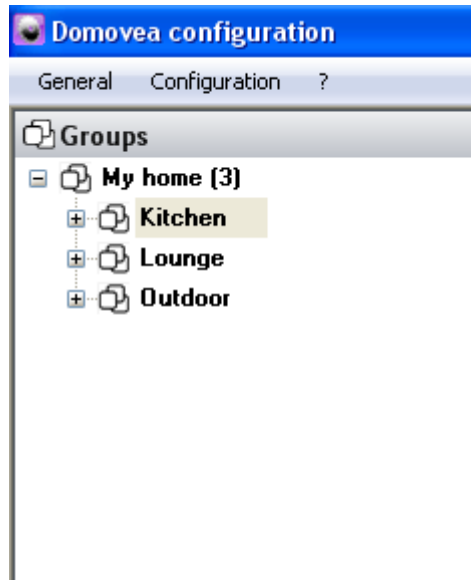 Domovea configuration
General Configuration ?
Groups
My home (3)
Kitchen
Lounge
Outdoor